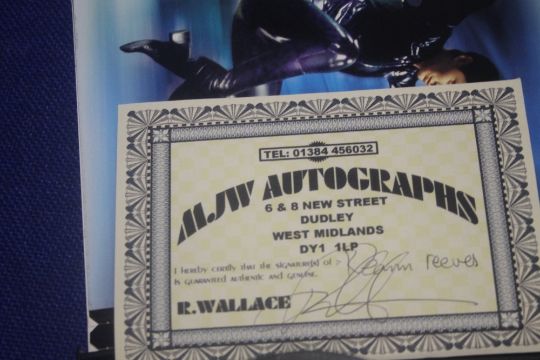 TEL: 01384 456032
MJW AUTOGRAPHS
6 & 8 NEW STREET
DUDLEY
WEST MIDLANDS
DY1 1LP
I hereby certify that the signature(s) of :- reeves
is guaranteed authentic and genuine.
R.WALLACE